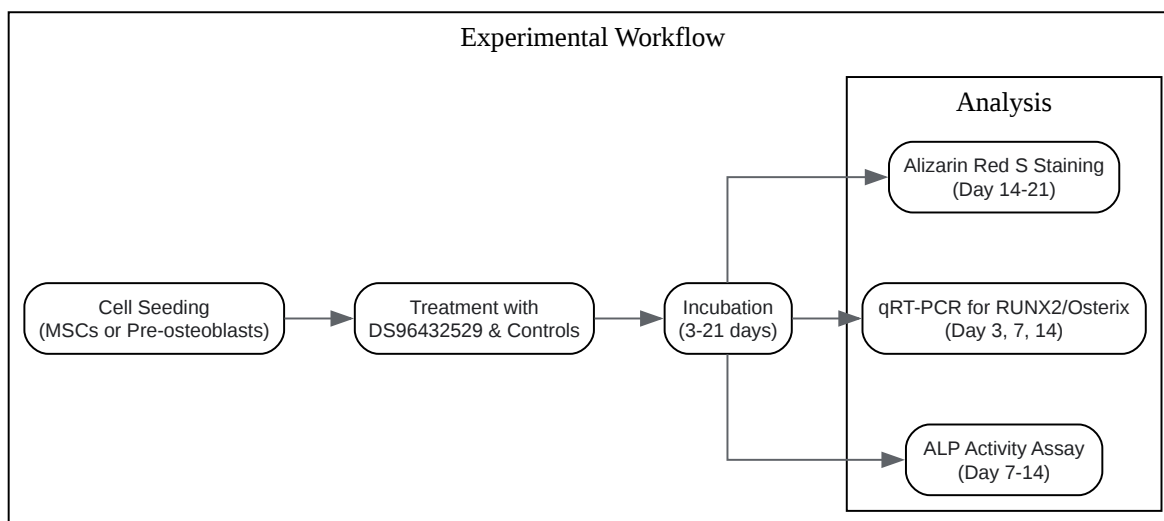 Experimental Workflow
Analysis
Alizarin Red S Staining
(Day 14-21)
Cell Seeding
(MSCs or Pre-osteoblasts)
Treatment with
DS96432529 & Controls
Incubation
(3-21 days)
qRT-PCR for RUNX2/Osterix
(Day 3, 7, 14)
ALP Activity Assay
(Day 7-14)